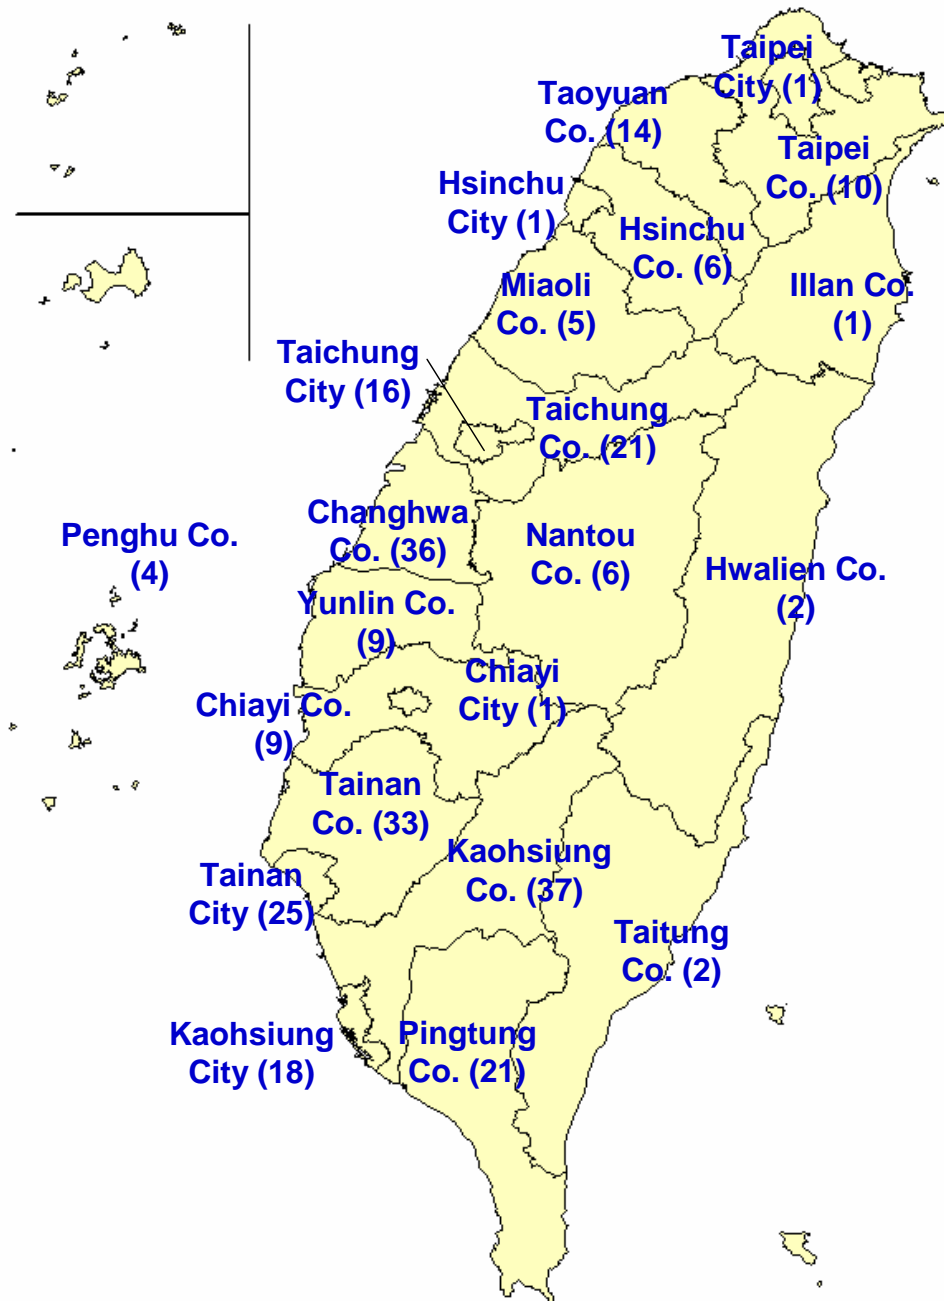 Taipei
City (1)
Taoyuan
Co. (14)
Taipei
Co. (10)
Hsinchu
City (1)
Hsinchu
Co. (6)
Miaoli
Co. (5)
Illan Co.
(1)
Taichung
City (16)
Taichung
Co. (21)
Changhwa
Co. (36)
Penghu Co.
(4)
Nantou
Co. (6)
Hwalien Co.
(2)
Yunlin Co.
(9)
Chiayi
City (1)
Chiayi Co.
(9)
Tainan
Co. (33)
Kaohsiung
Co. (37)
Tainan
City (25)
Taitung
Co. (2)
Kaohsiung
City (18)
Pingtung
Co. (21)